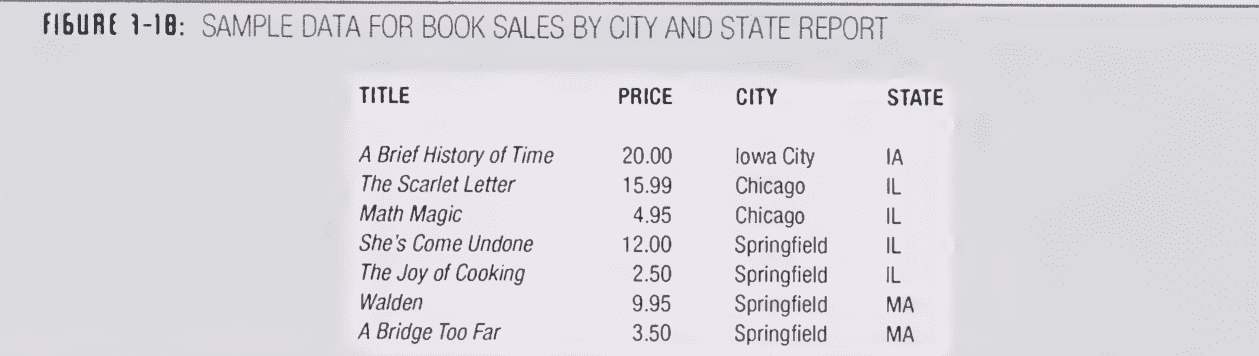 FIGURE 7-18: SAMPLE DATA FOR BOOK SALES BY CITY AND STATE REPORT
TITLE PRICE CITY STATE
A Brief History of Time 20.00 Iowa City IA
The Scarlet Letter 15.99 Chicago IL
Math Magic 4.95 Chicago IL
She's Come Undone 12.00 Springfield IL
The Joy of Cooking 2.50 Springfield IL
Walden 9.95 Springfield MA
A Bridge Too Far 3.50 Springfield MA